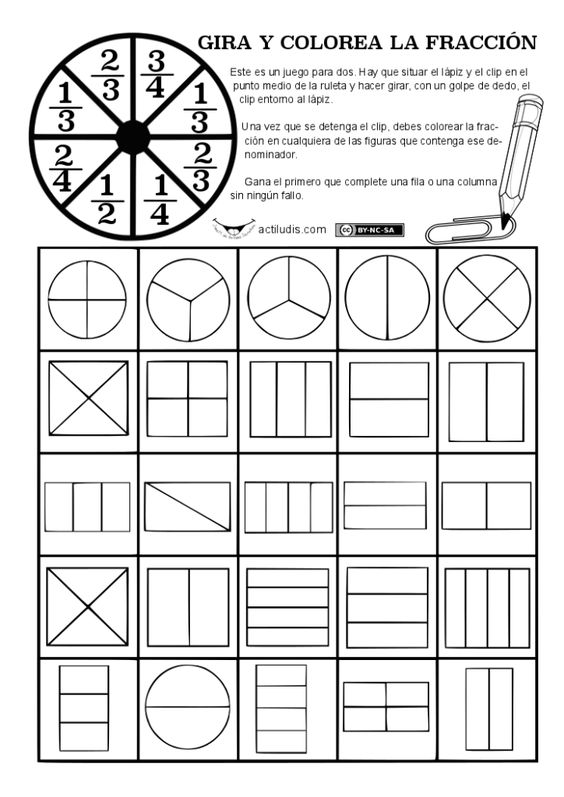 GIRA Y COLOREA LA FRACCIÓN
2/3
3/4
1/3
1/3
2/4
2/3
1/2
1/4
Este es un juego para dos. Hay que situar el lápiz y el clip en el
punto medio de la ruleta y hacer girar, con un golpe de dedo, el
clip entorno al lápiz.
Una vez que se detenga el clip, debes colorear la frac-
ción en cualquiera de las figuras que contenga ese de-
nominador.
Gana el primero que complete una fila o una columna
sin ningún fallo.
actiludis.com
cc BY-NC-SA